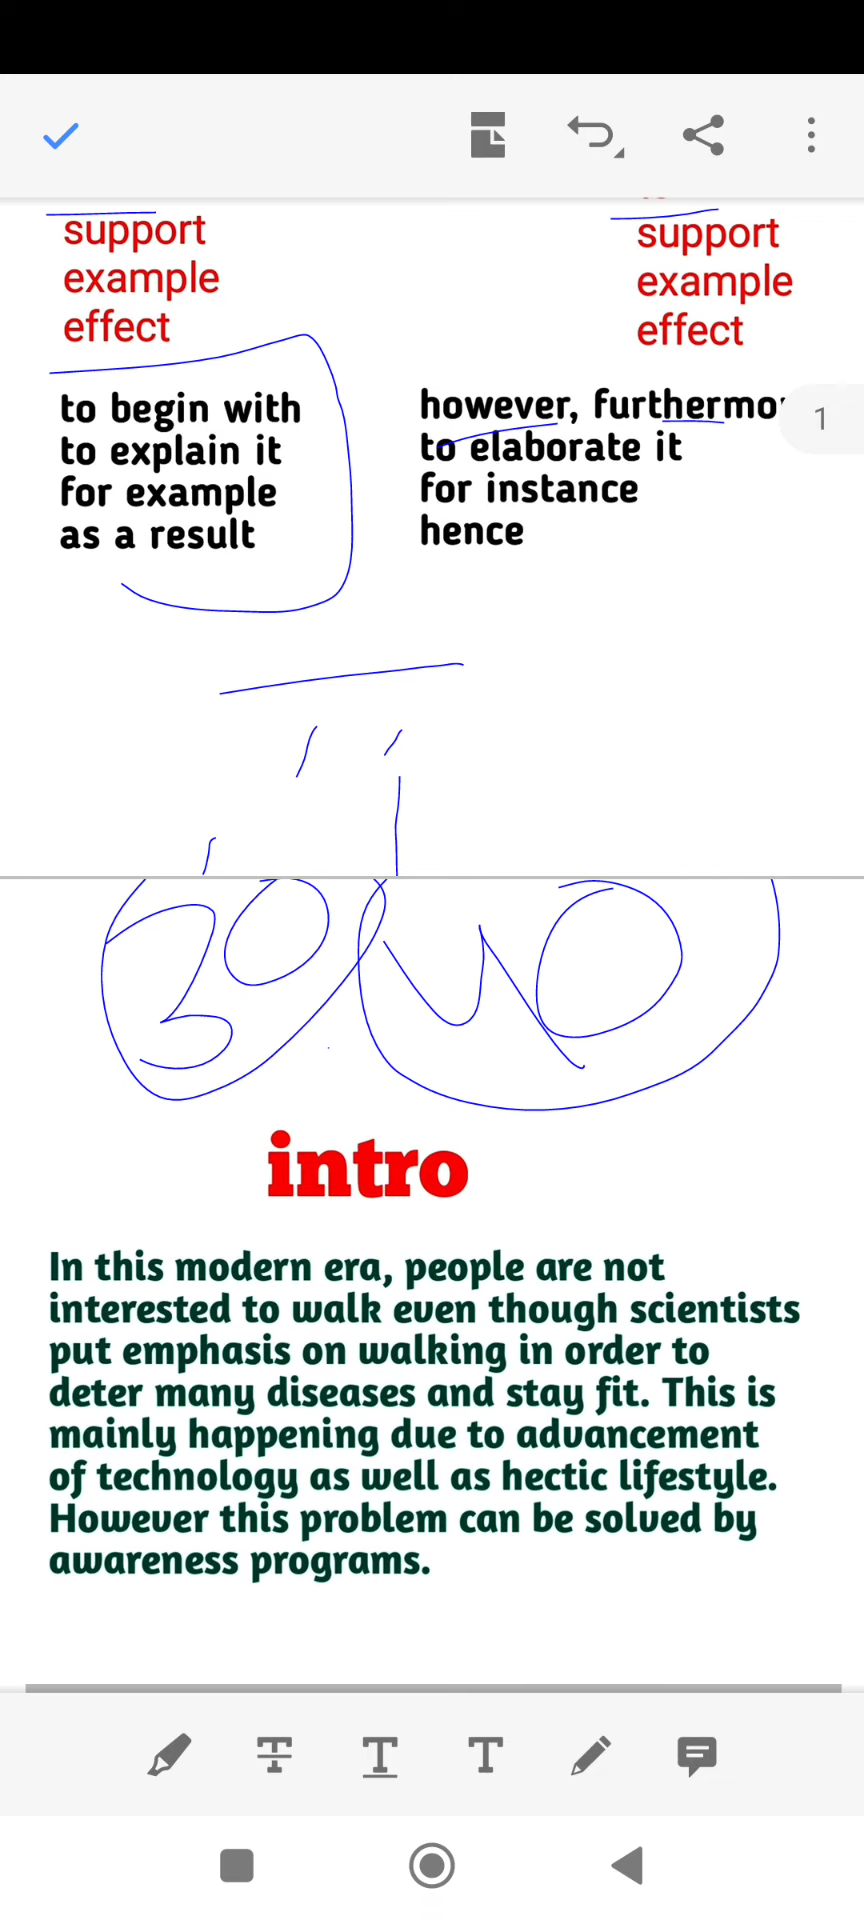 support
example
effect
support
example
effect
to begin with
to explain it
for example
as a result
however, furthermo
to elaborate it
for instance
hence
1
30
40
intro
In this modern era, people are not
interested to walk even though scientists
put emphasis on walking in order to
deter many diseases and stay fit. This is
mainly happening due to advancement
of technology as well as hectic lifestyle.
However this problem can be solved by
awareness programs.